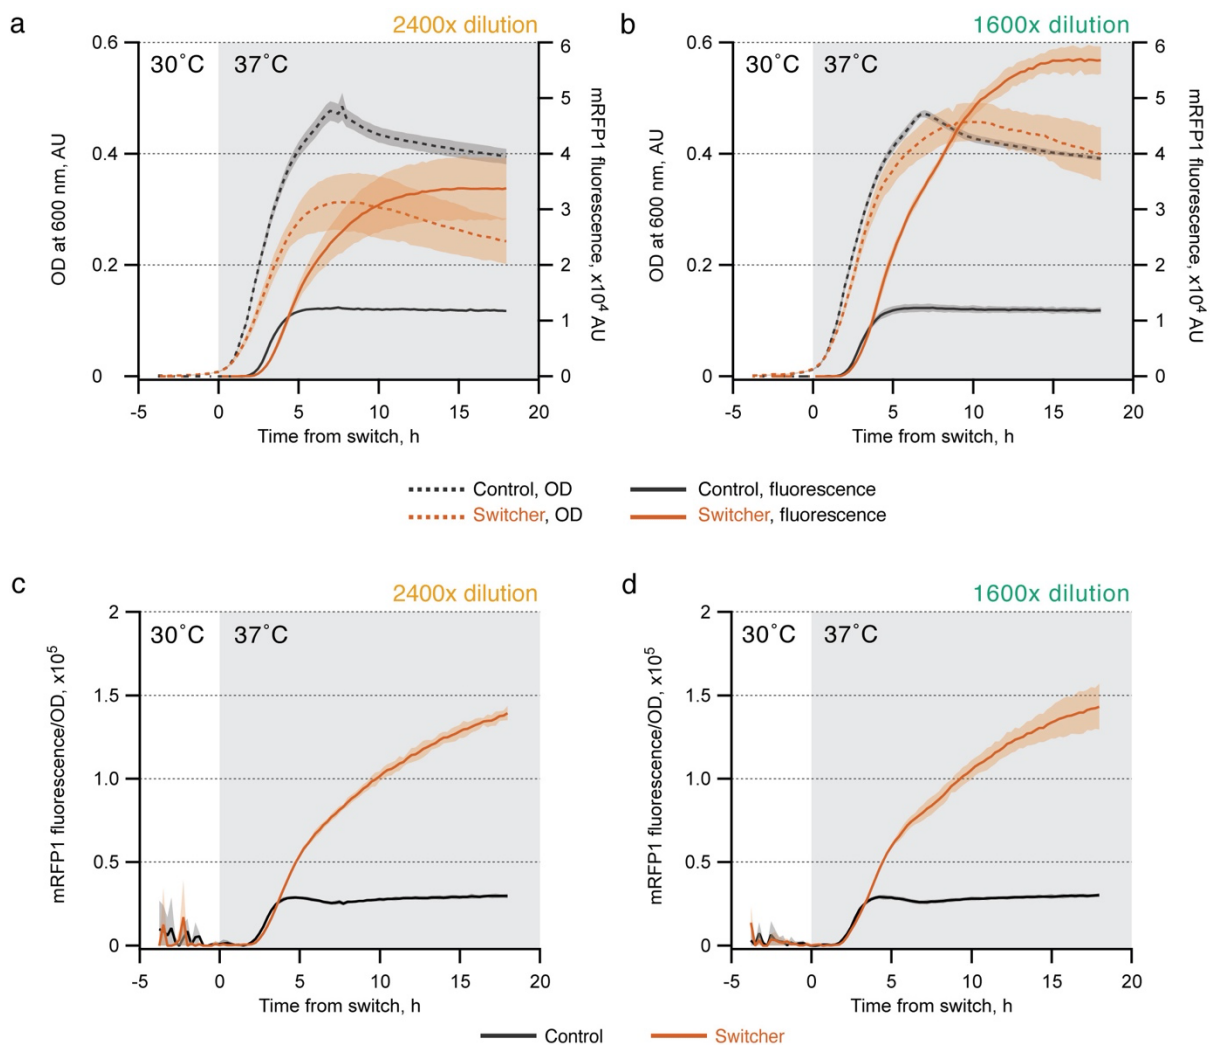 a
2400x dilution
0.6
6
30˚C
37˚C
5
0.4
4
3
0.2
2
1
0
0
-5
0
5
10
15
20
OD at 600 nm, AU
mRFP1 fluorescence, x10⁴ AU
Time from switch, h
b
1600x dilution
0.6
6
30˚C
37˚C
5
0.4
4
3
0.2
2
1
0
0
-5
0
5
10
15
20
OD at 600 nm, AU
mRFP1 fluorescence, x10⁴ AU
Time from switch, h
Control, OD
Control, fluorescence
Switcher, OD
Switcher, fluorescence
c
2400x dilution
2
30˚C
37˚C
1.5
1.0
0.5
0
-5
0
5
10
15
20
mRFP1 fluorescence/OD, x10⁵
Time from switch, h
d
1600x dilution
2
30˚C
37˚C
1.5
1.0
0.5
0
-5
0
5
10
15
20
mRFP1 fluorescence/OD, x10⁵
Time from switch, h
Control
Switcher